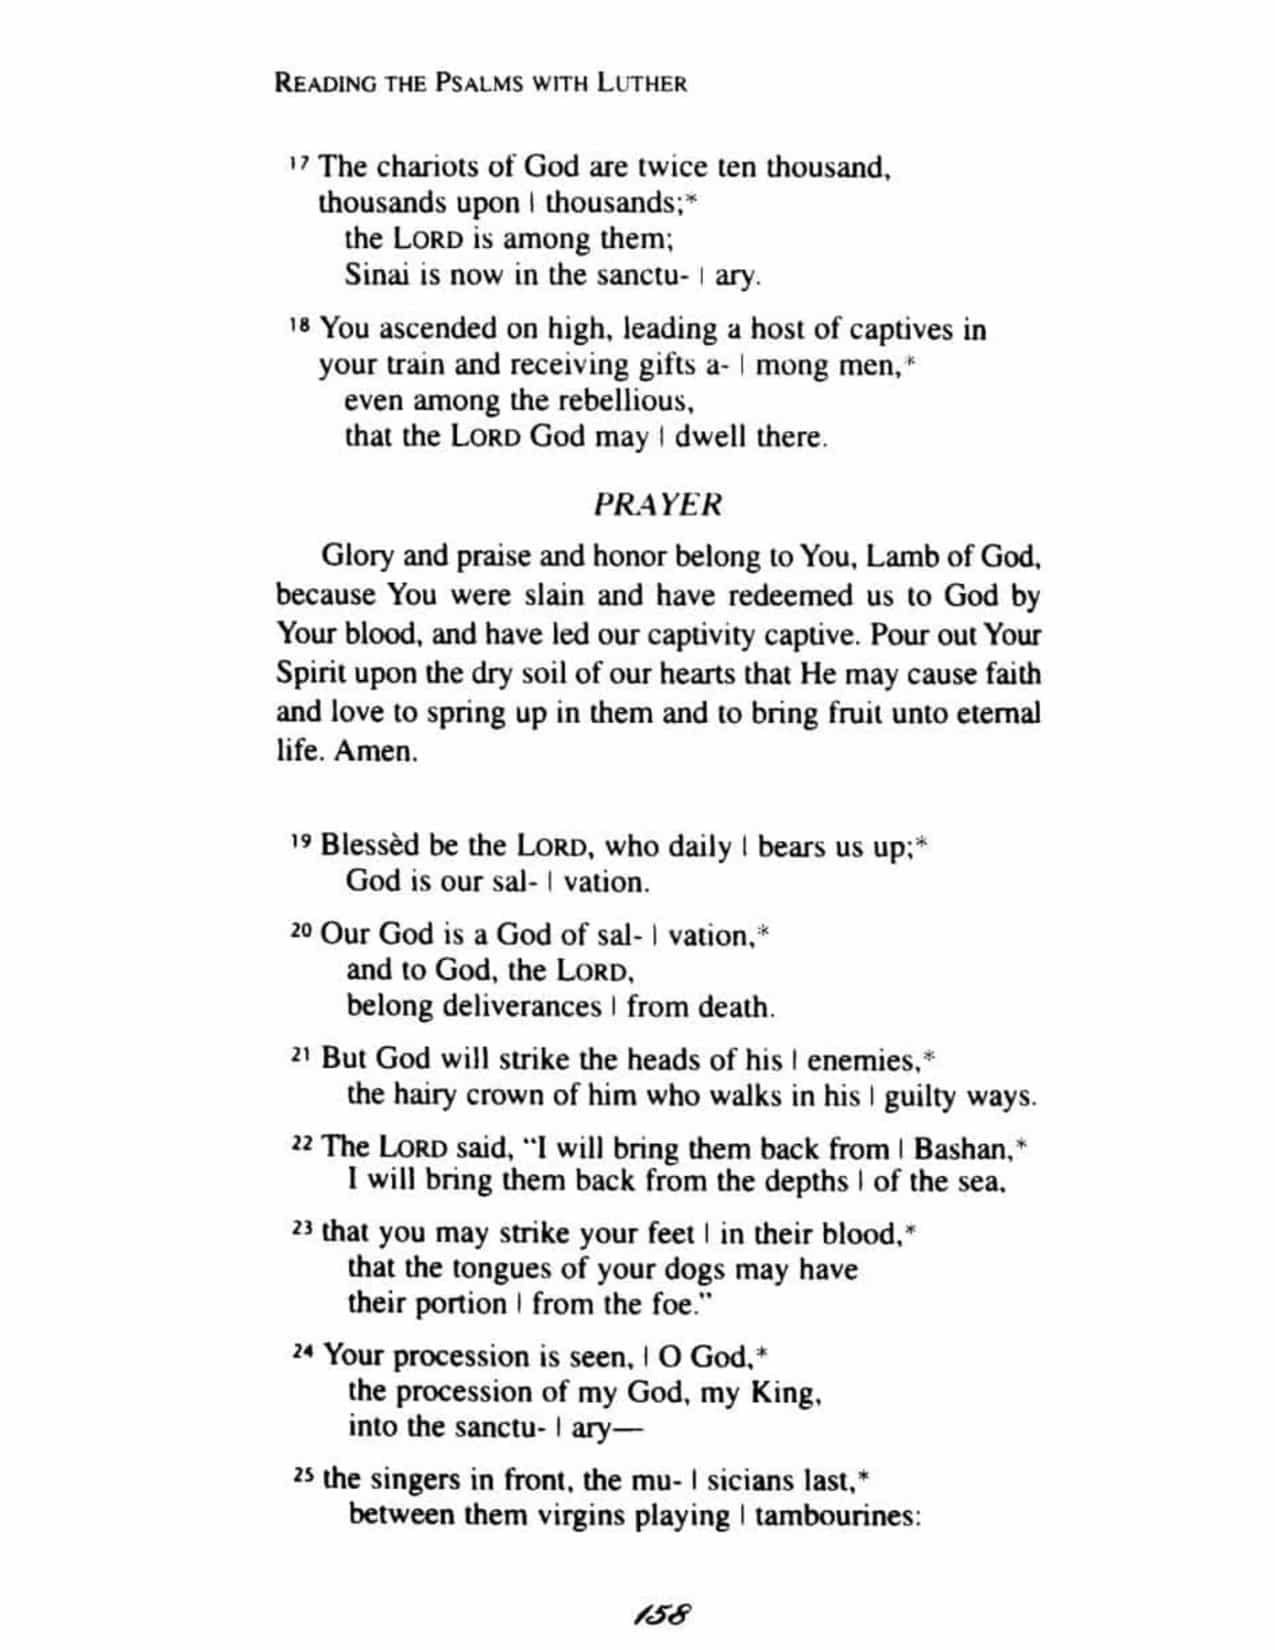 READING THE PSALMS WITH LUTHER
17 The chariots of God are twice ten thousand,
thousands upon | thousands;*
the LORD is among them;
Sinai is now in the sanctu- | ary.
18 You ascended on high, leading a host of captives in
your train and receiving gifts a- | mong men,*
even among the rebellious,
that the LORD God may | dwell there.
PRAYER
Glory and praise and honor belong to You, Lamb of God,
because You were slain and have redeemed us to God by
Your blood, and have led our captivity captive. Pour out Your
Spirit upon the dry soil of our hearts that He may cause faith
and love to spring up in them and to bring fruit unto eternal
life. Amen.
19 Blessèd be the LORD, who daily | bears us up;*
God is our sal- | vation.
20 Our God is a God of sal- | vation,*
and to God, the LORD,
belong deliverances | from death.
21 But God will strike the heads of his | enemies,*
the hairy crown of him who walks in his | guilty ways.
22 The LORD said, “I will bring them back from | Bashan,*
I will bring them back from the depths | of the sea,
23 that you may strike your feet | in their blood,*
that the tongues of your dogs may have
their portion | from the foe.”
24 Your procession is seen, | O God,*
the procession of my God, my King,
into the sanctu- | ary—
25 the singers in front, the mu- | sicians last,*
between them virgins playing | tambourines:
158